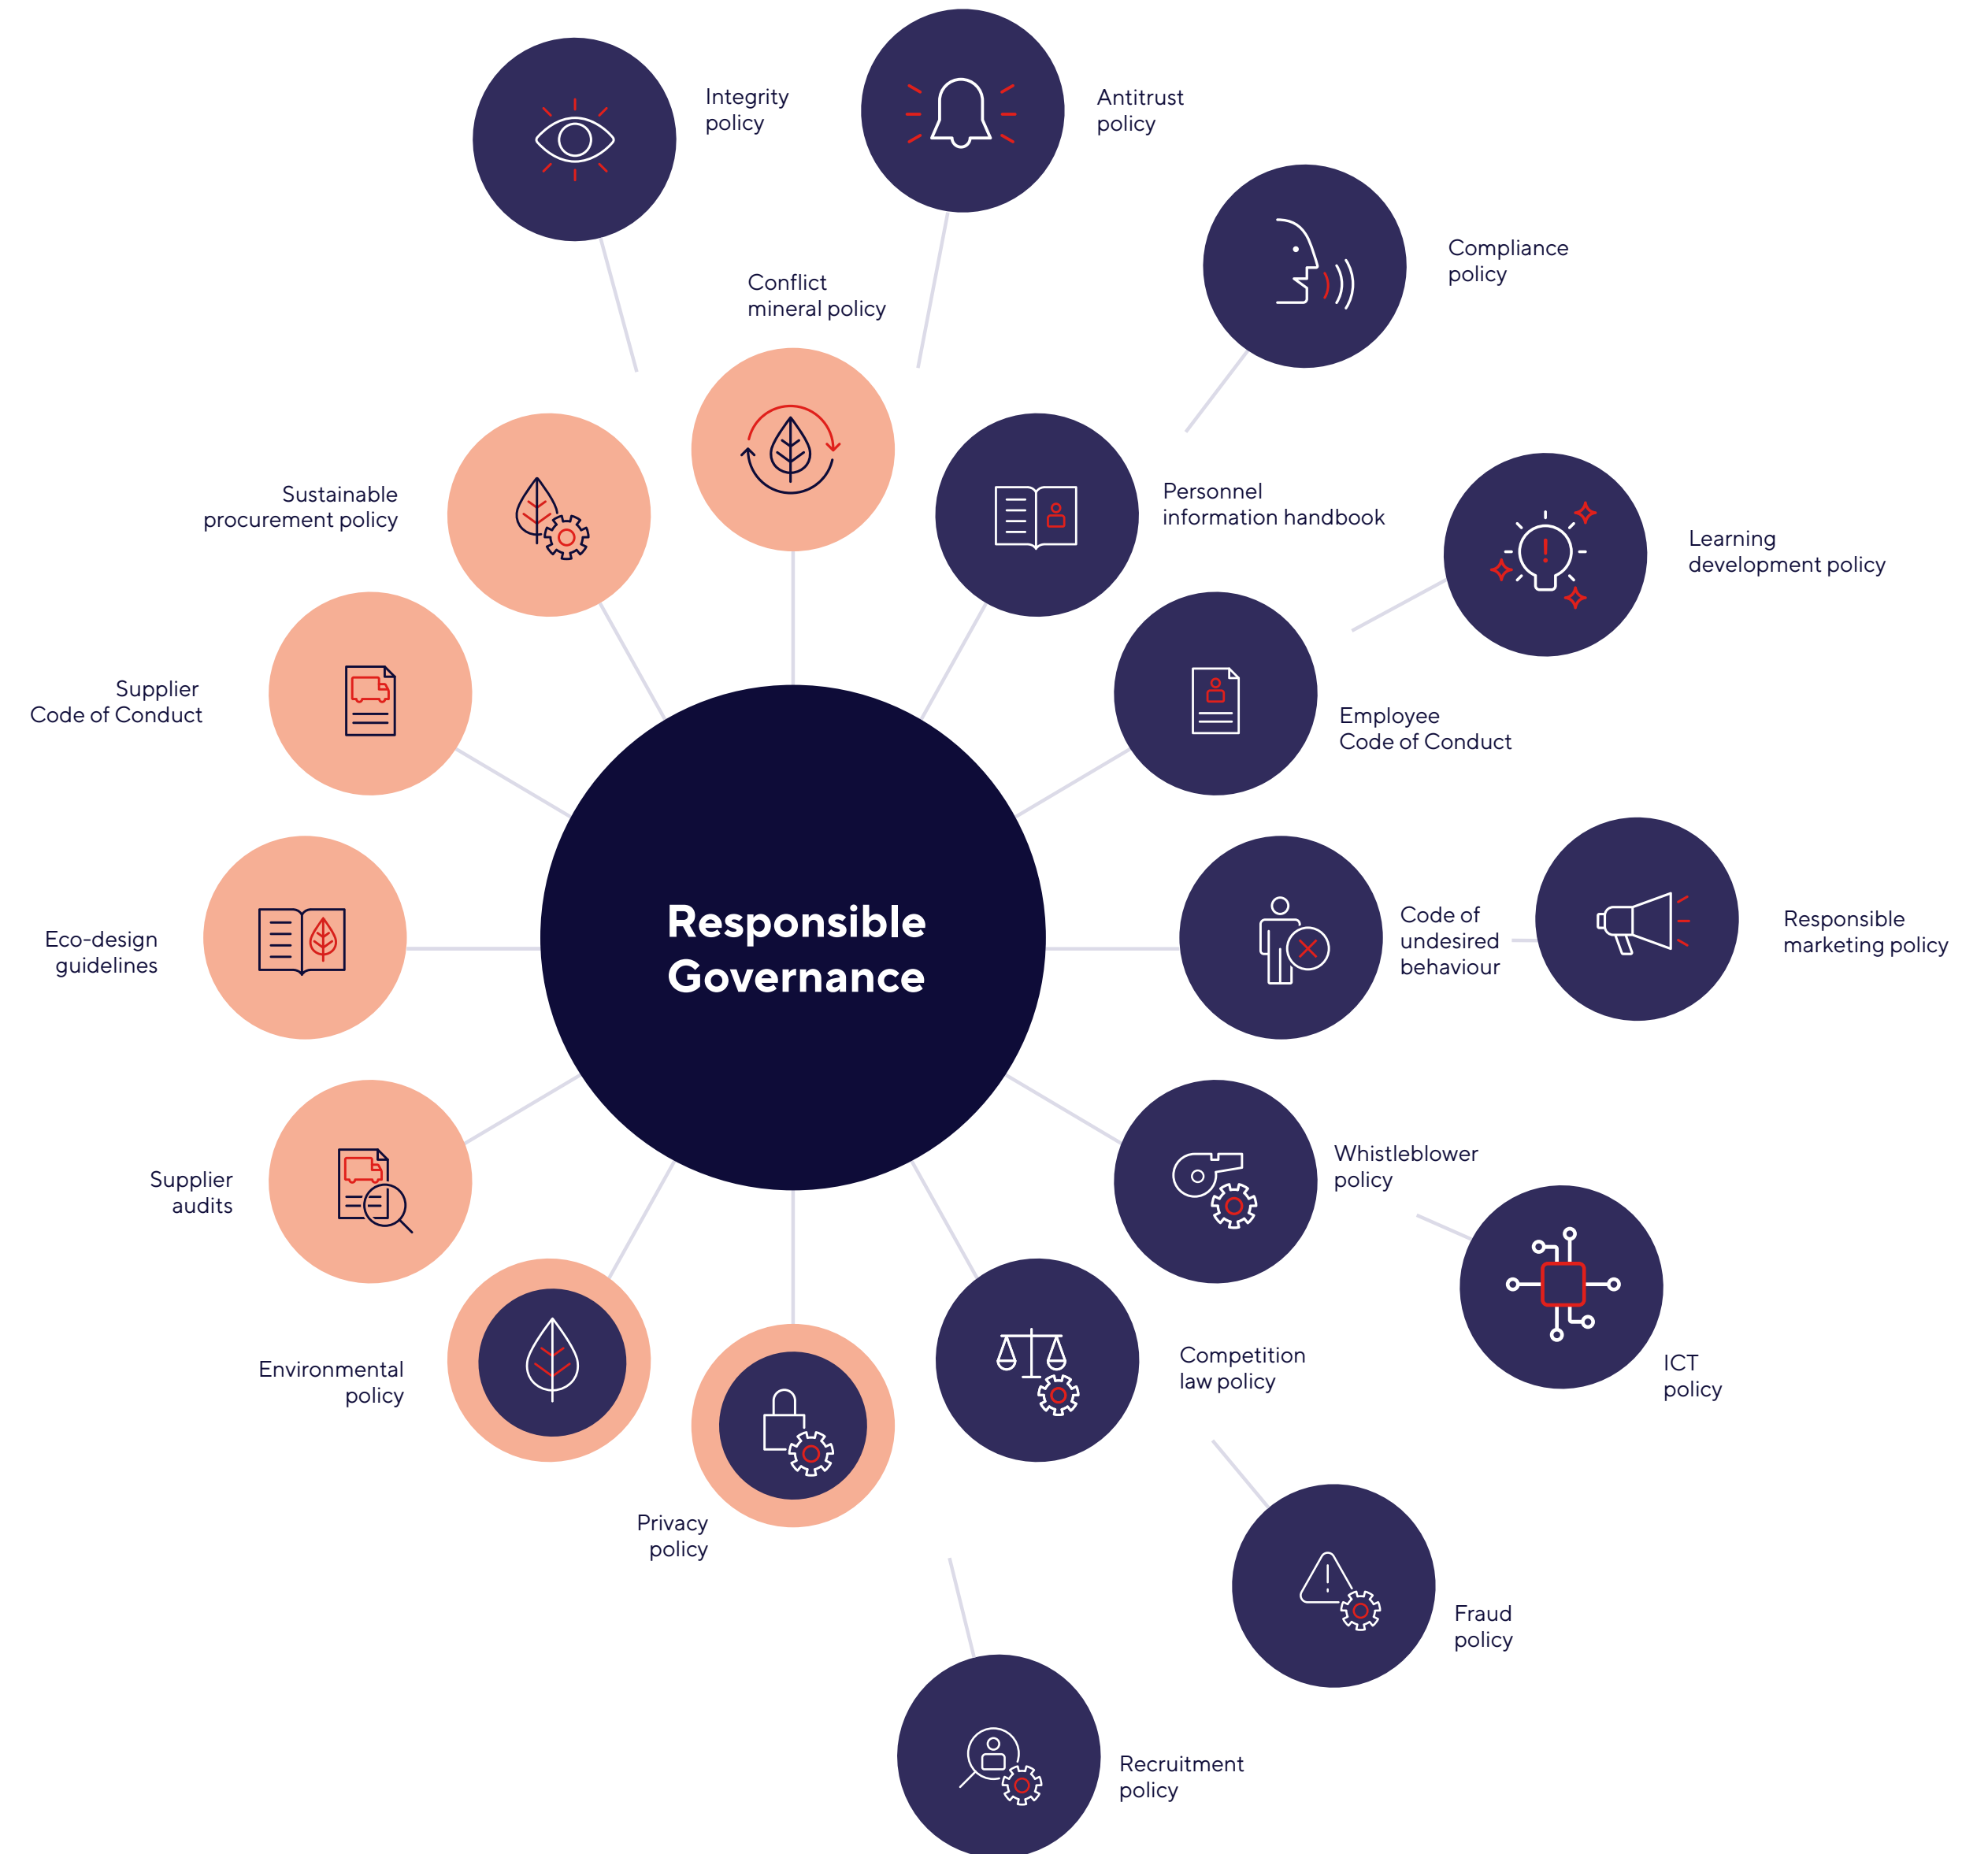 Integrity
policy
Antitrust
policy
Compliance
policy
Conflict
mineral policy
Sustainable
procurement policy
Personnel
information handbook
Learning
development policy
Supplier
Code of Conduct
Employee
Code of Conduct
Responsible
Governance
Eco-design
guidelines
Code of
undesired
behaviour
Responsible
marketing policy
Supplier
audits
Whistleblower
policy
Environmental
policy
Competition
law policy
ICT
policy
Privacy
policy
Fraud
policy
Recruitment
policy